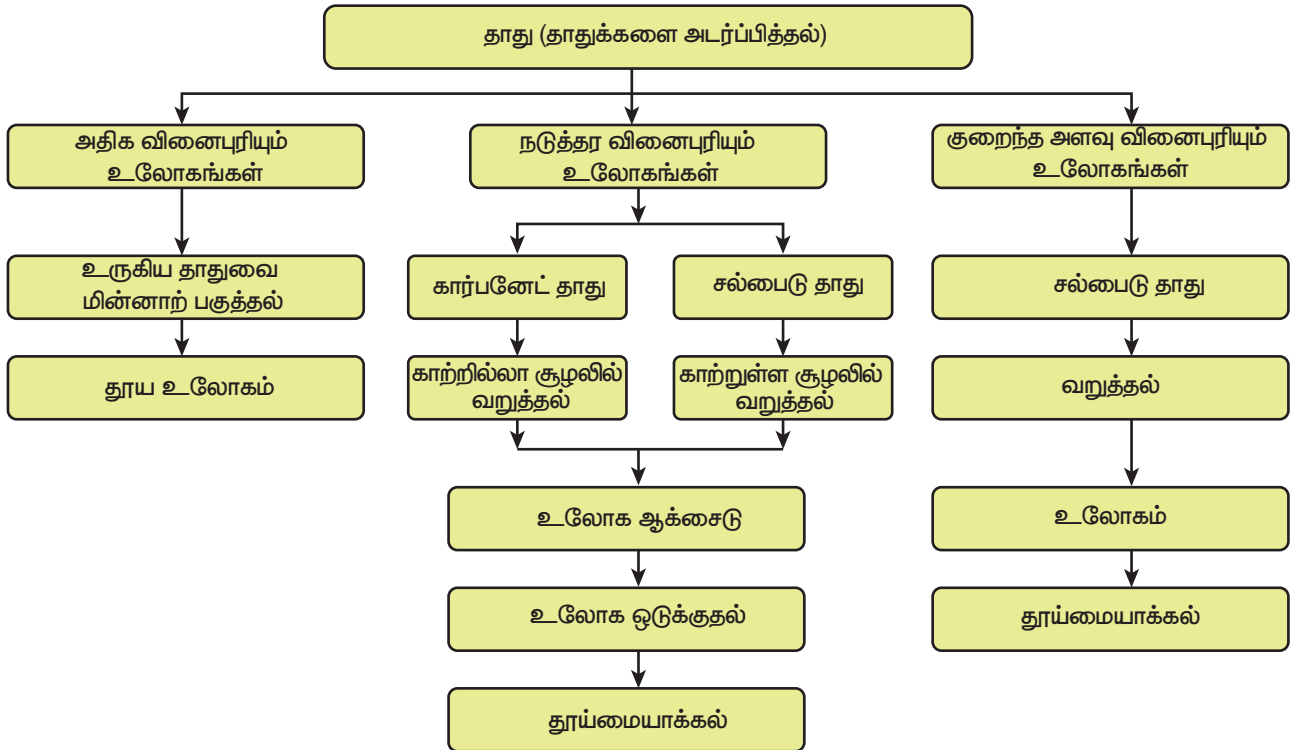 தாது (தாதுக்களை அடர்ப்பித்தல்)
அதிக வினைபுரியும்
உலோகங்கள்
நடுத்தர வினைபுரியும்
உலோகங்கள்
குறைந்த அளவு வினைபுரியும்
உலோகங்கள்
உருகிய தாதுவை
மின்னாற் பகுத்தல்
கார்பனேட் தாது
சல்பைடு தாது
சல்பைடு தாது
தூய உலோகம்
காற்றில்லா சூழலில்
வறுத்தல்
காற்றுள்ள சூழலில்
வறுத்தல்
வறுத்தல்
உலோக ஆக்சைடு
உலோகம்
உலோக ஒடுக்குதல்
தூய்மையாக்கல்
தூய்மையாக்கல்